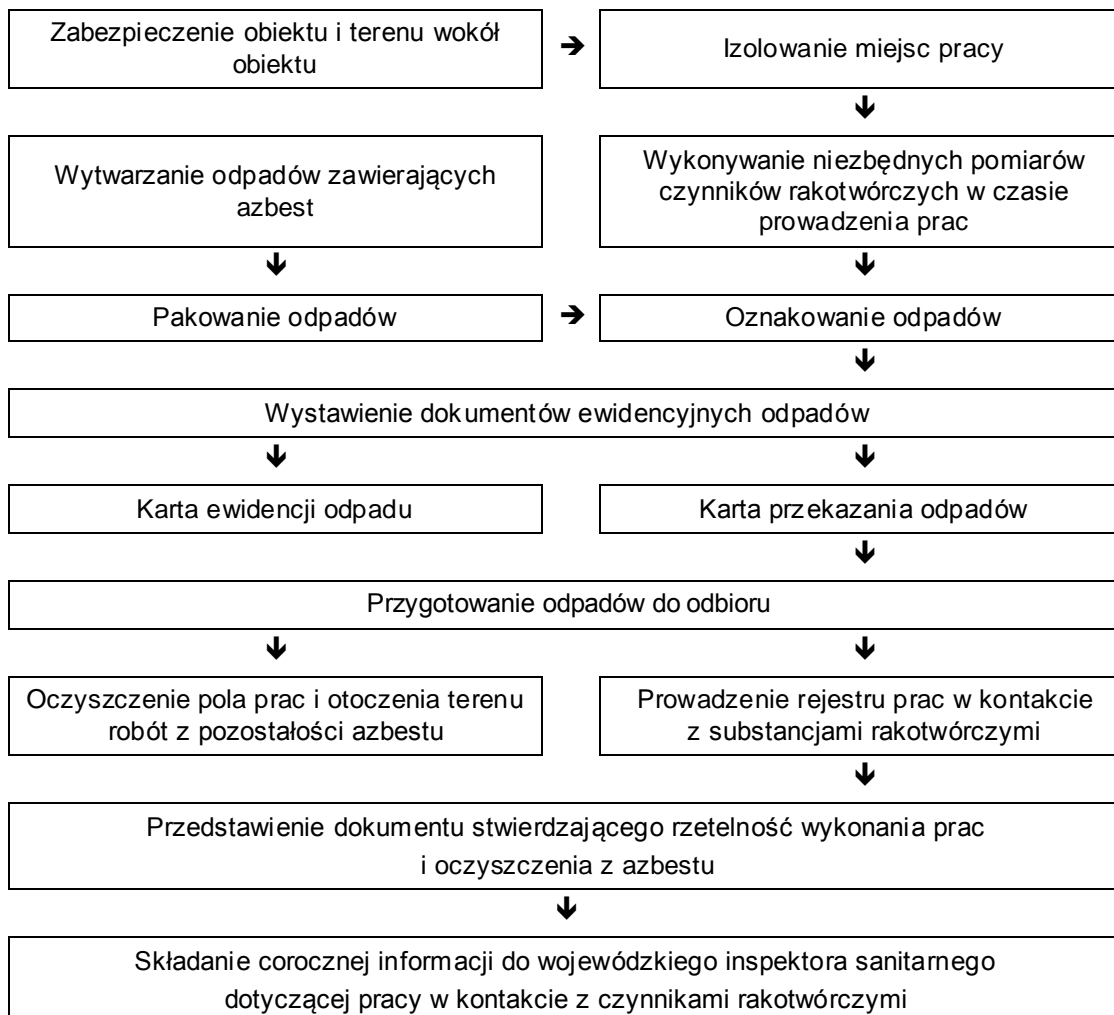 Zabezpieczenie obiektu i terenu wokół
obiektu
Izolowanie miejsc pracy
Wytwarzanie odpadów zawierających
azbest
Wykonywanie niezbędnych pomiarów
czynników rakotwórczych w czasie
prowadzenia prac
Pakowanie odpadów
Oznakowanie odpadów
Wystawienie dokumentów ewidencyjnych odpadów
Karta ewidencji odpadu
Karta przekazania odpadów
Przygotowanie odpadów do odbioru
Oczyszczenie pola prac i otoczenia terenu
robót z pozostałości azbestu
Prowadzenie rejestru prac w kontakcie
z substancjami rakotwórczymi
Przedstawienie dokumentu stwierdzającego rzetelność wykonania prac
i oczyszczenia z azbestu
Składanie corocznej informacji do wojewódzkiego inspektora sanitarnego
dotyczącej pracy w kontakcie z czynnikami rakotwórczymi